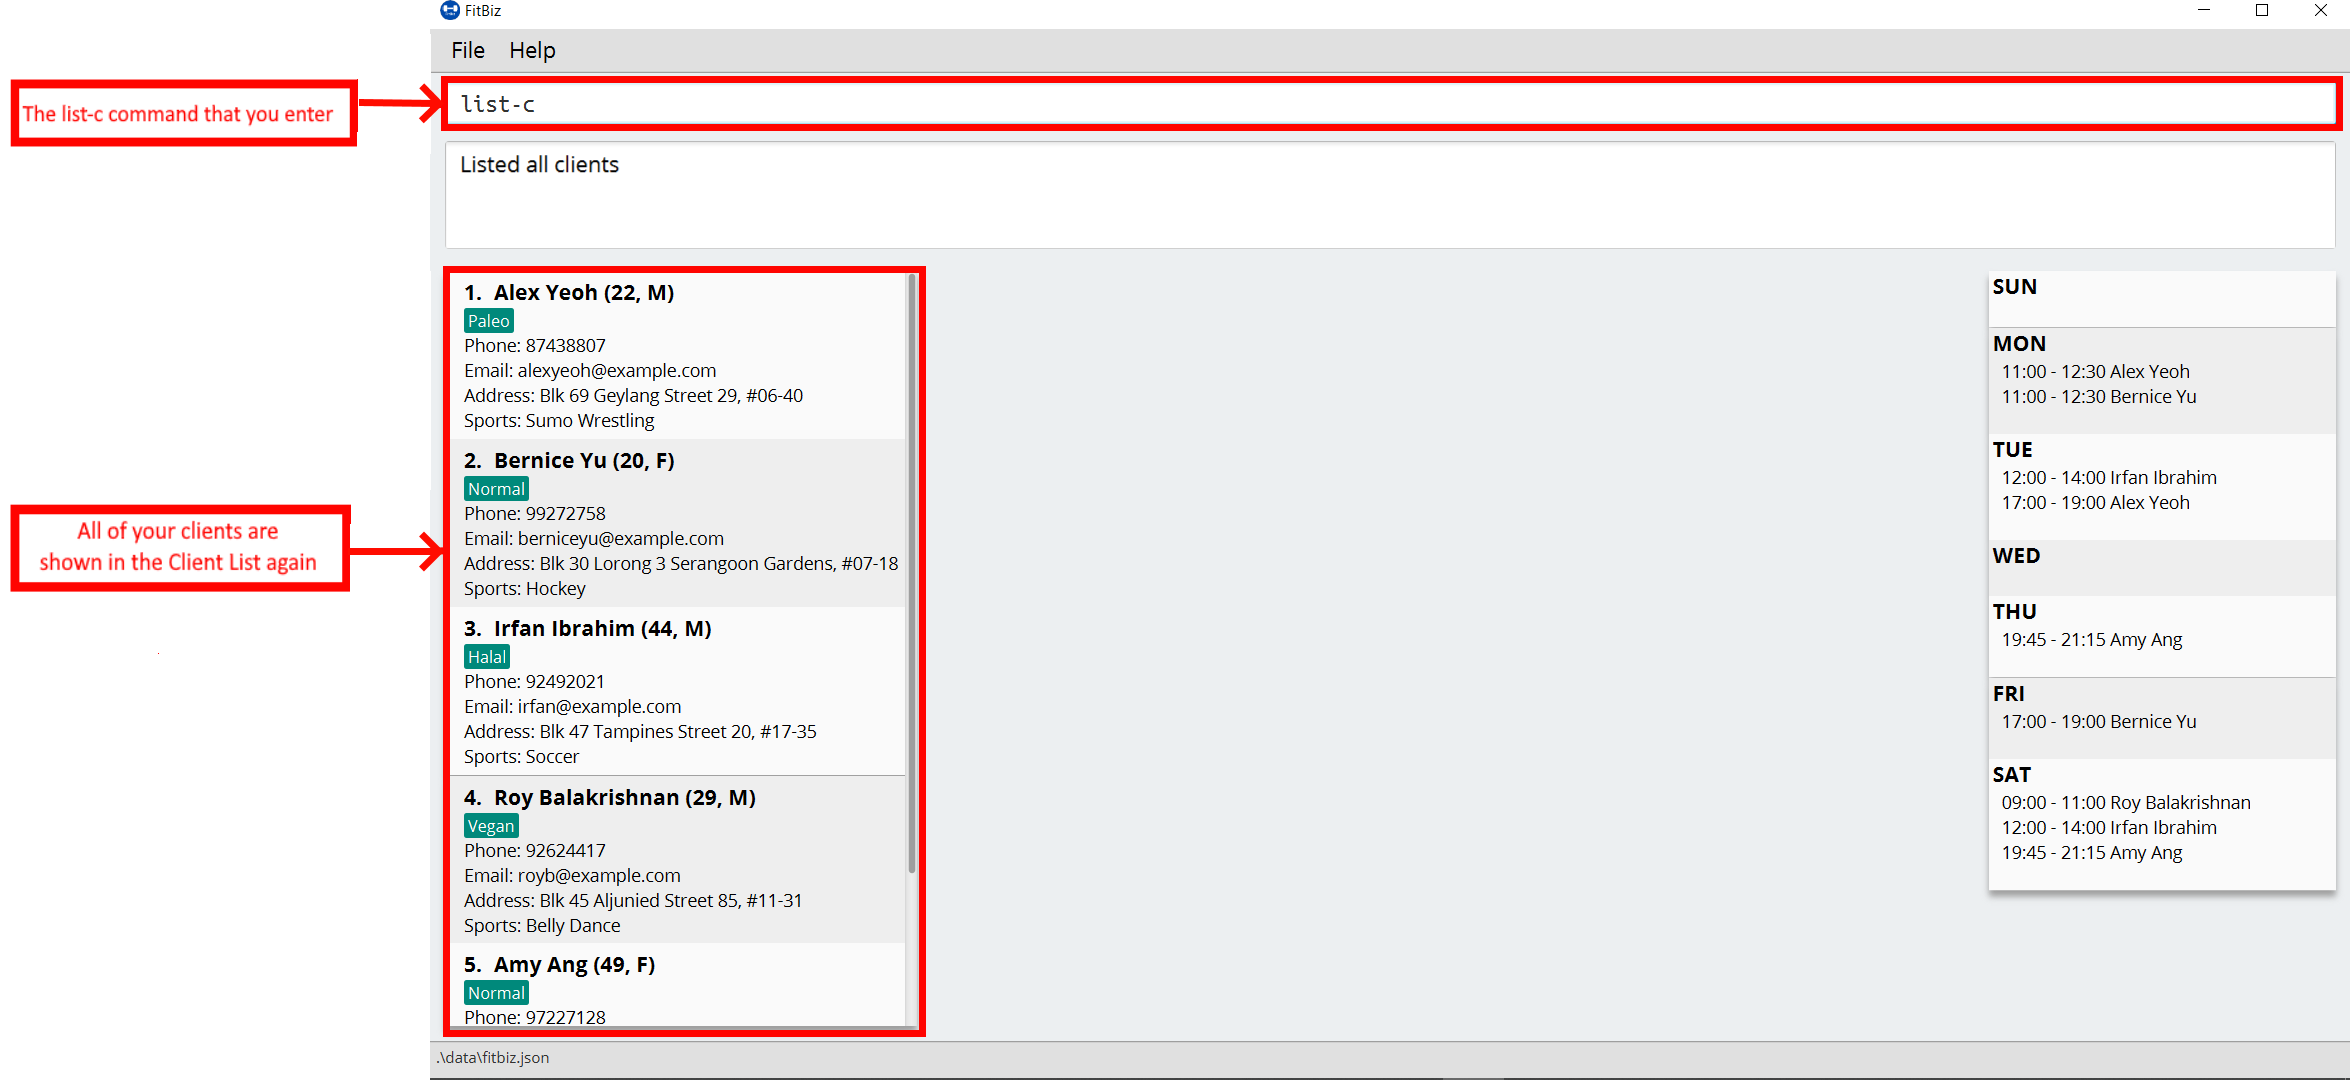 FitBiz
File Help
The list-c command that you enter
list-c
Listed all clients
1. Alex Yeoh (22, M)
Paleo
Phone: 87438807
Email: alexyeoh@example.com
Address: Blk 69 Geylang Street 29, #06-40
Sports: Sumo Wrestling
2. Bernice Yu (20, F)
Normal
Phone: 99272758
Email: berniceyu@example.com
Address: Blk 30 Lorong 3 Serangoon Gardens, #07-18
Sports: Hockey
All of your clients are
shown in the Client List again
3. Irfan Ibrahim (44, M)
Halal
Phone: 92492021
Email: irfan@example.com
Address: Blk 47 Tampines Street 20, #17-35
Sports: Soccer
4. Roy Balakrishnan (29, M)
Vegan
Phone: 92624417
Email: royb@example.com
Address: Blk 45 Aljunied Street 85, #11-31
Sports: Belly Dance
5. Amy Ang (49, F)
Normal
Phone: 97227128
SUN
MON
11:00 - 12:30 Alex Yeoh
11:00 - 12:30 Bernice Yu
TUE
12:00 - 14:00 Irfan Ibrahim
17:00 - 19:00 Alex Yeoh
WED
THU
19:45 - 21:15 Amy Ang
FRI
17:00 - 19:00 Bernice Yu
SAT
09:00 - 11:00 Roy Balakrishnan
12:00 - 14:00 Irfan Ibrahim
19:45 - 21:15 Amy Ang
.\data\fitbiz.json